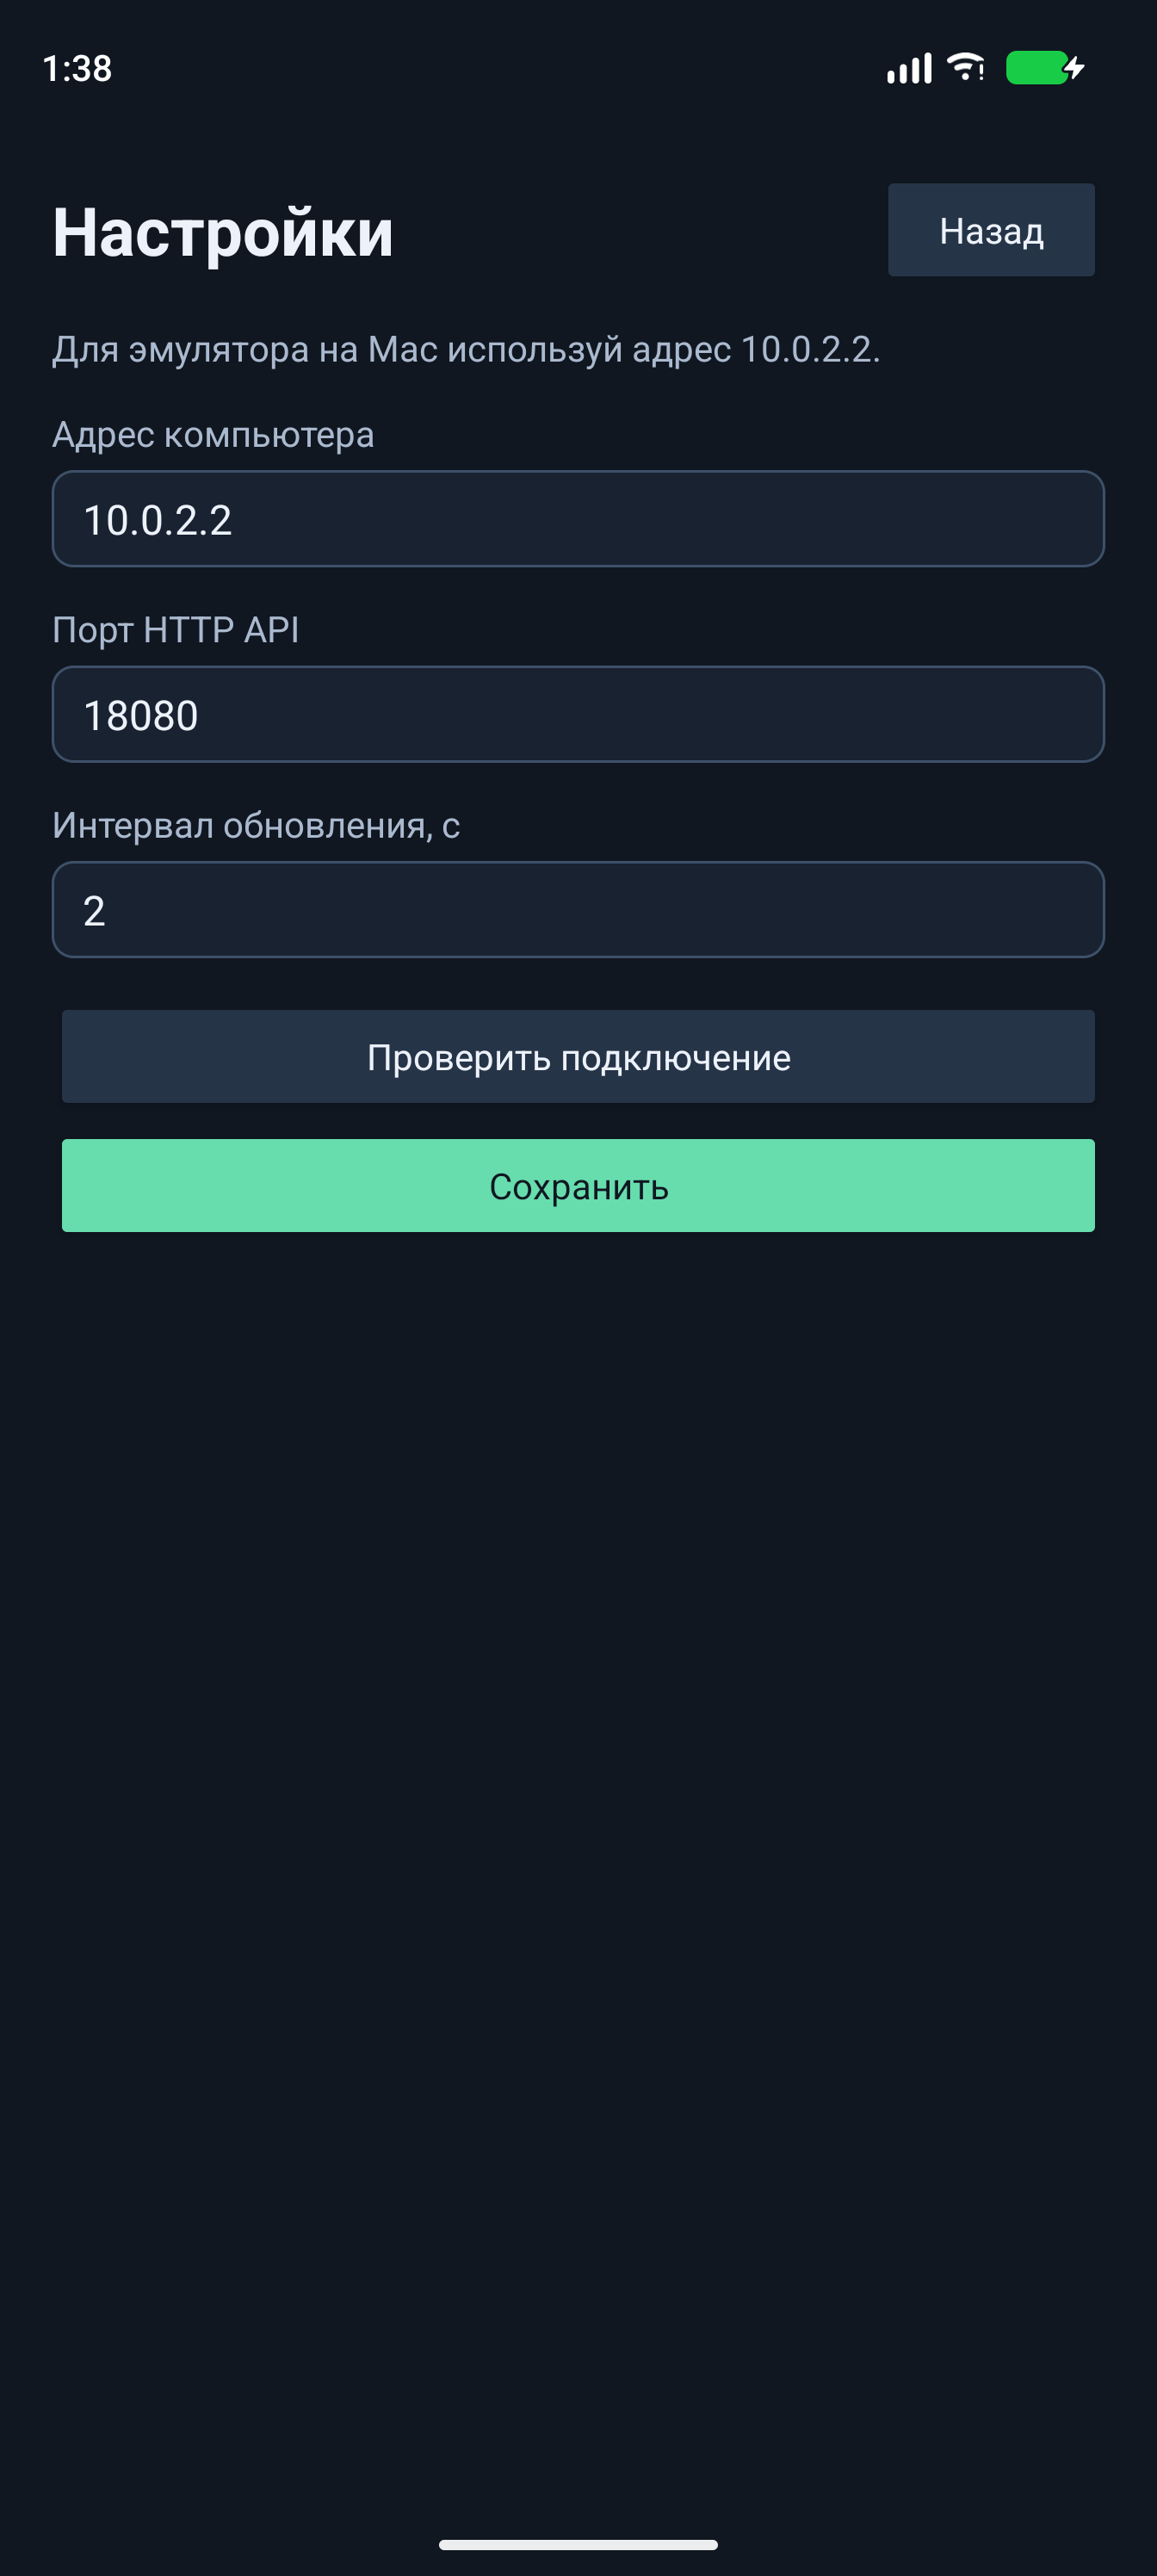 1:38
Настройки
Назад
Для эмулятора на Mac используй адрес 10.0.2.2.
Адрес компьютера
10.0.2.2
Порт HTTP API
18080
Интервал обновления, с
2
Проверить подключение
Сохранить